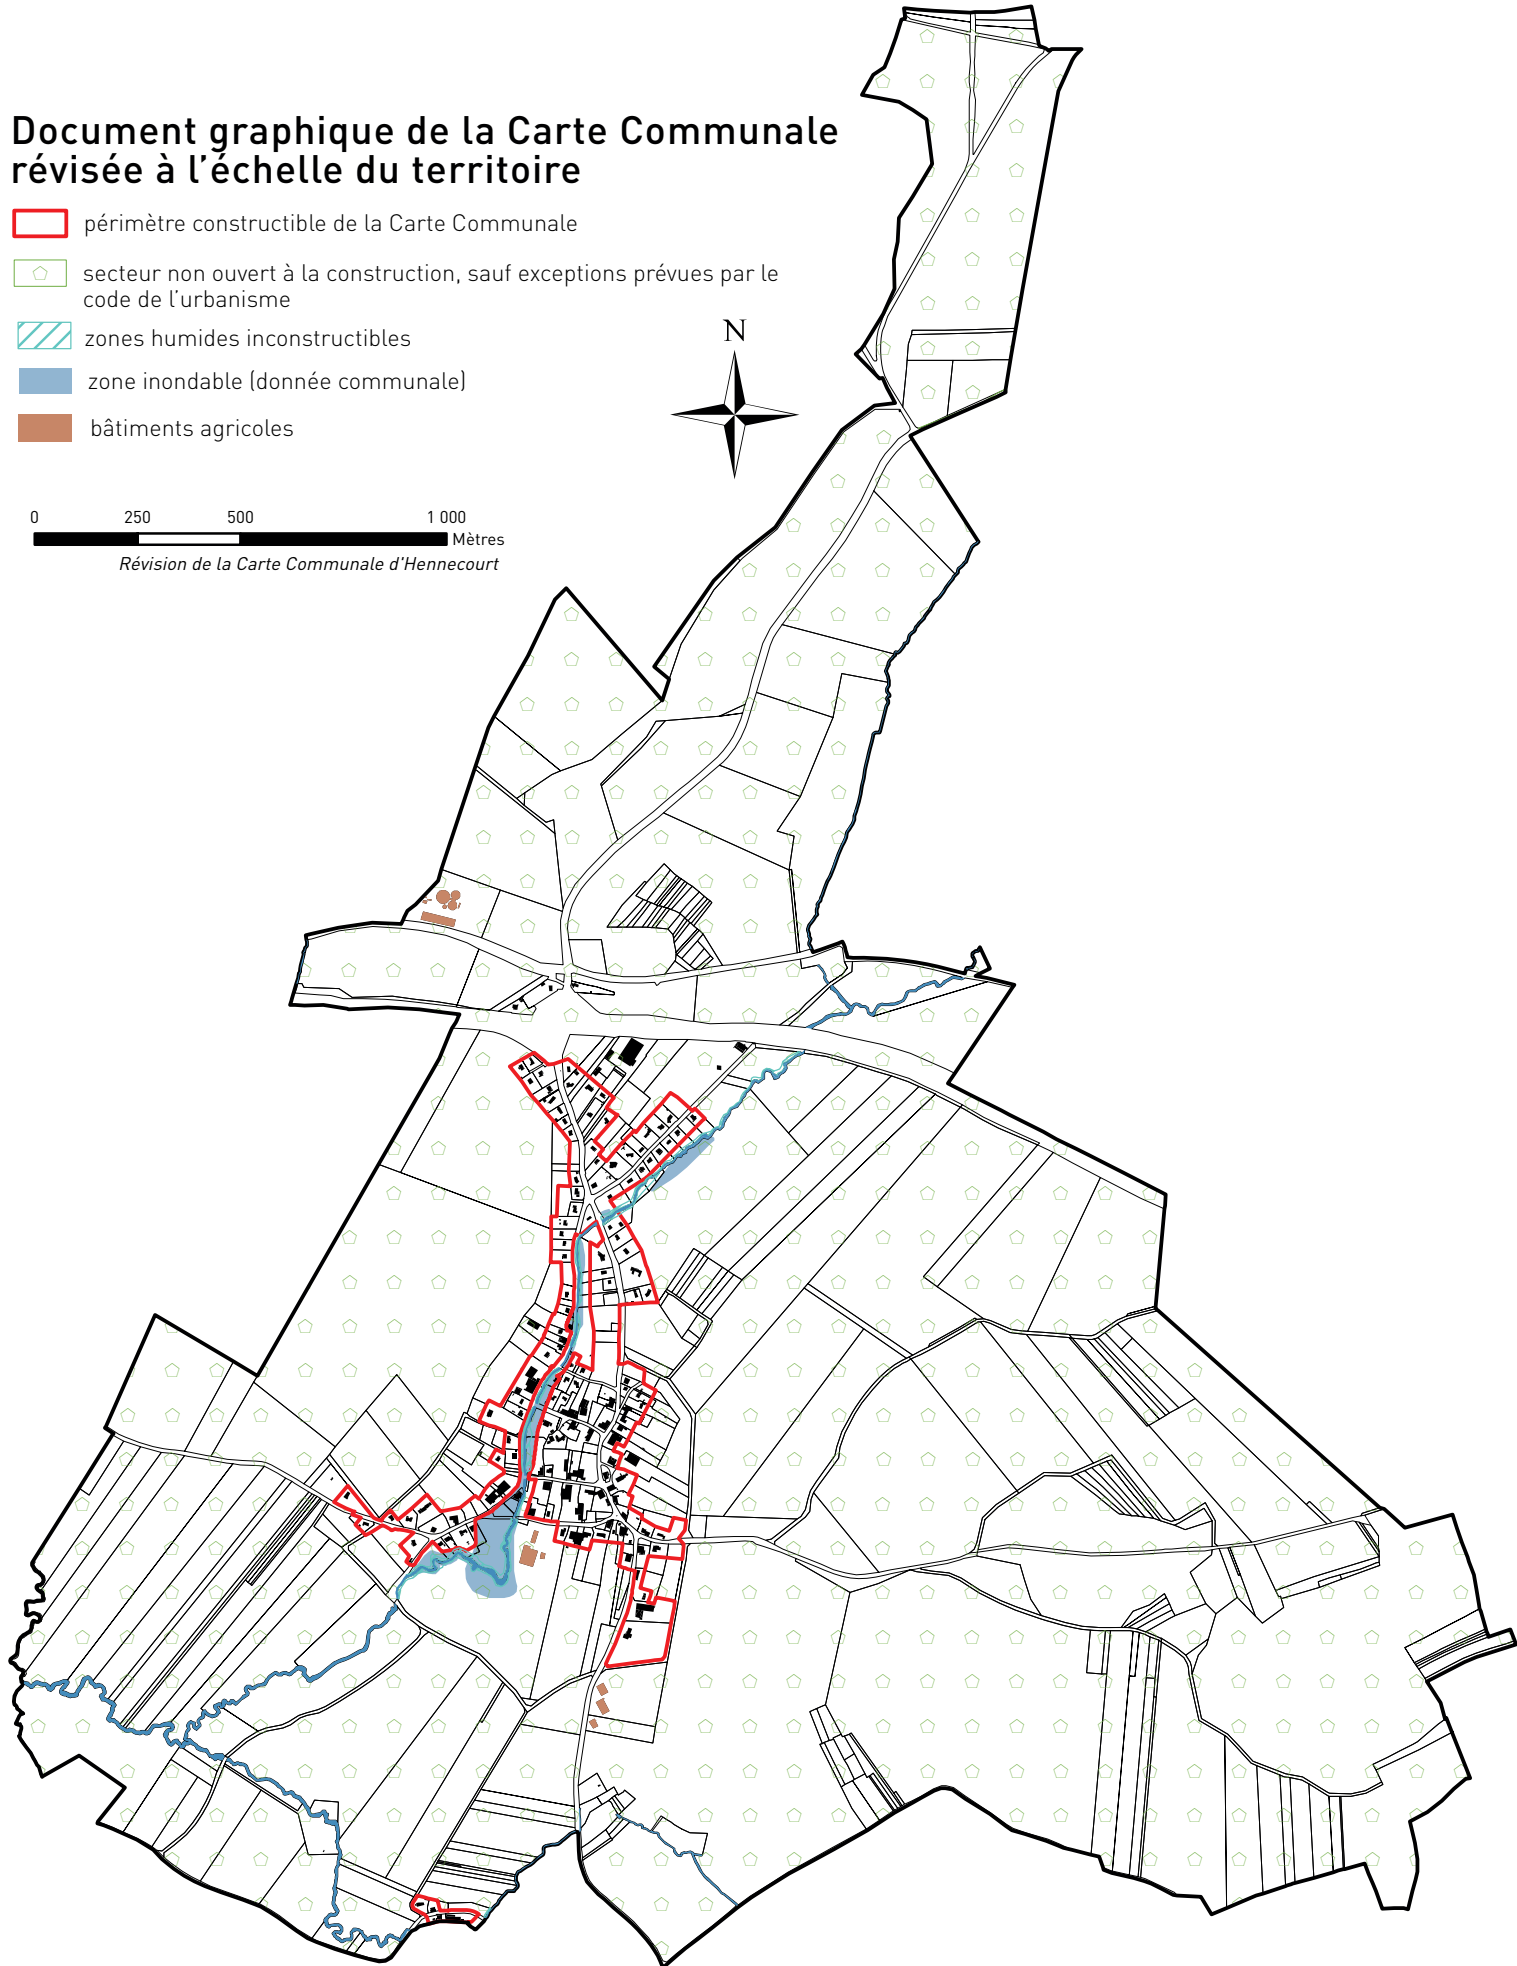 Document graphique de la Carte Communale
révisée à l’échelle du territoire
périmètre constructible de la Carte Communale
secteur non ouvert à la construction, sauf exceptions prévues par le
code de l’urbanisme
zones humides inconstructibles
zone inondable (donnée communale)
bâtiments agricoles
N
0 250 500 1 000
Mètres
Révision de la Carte Communale d'Hennecourt